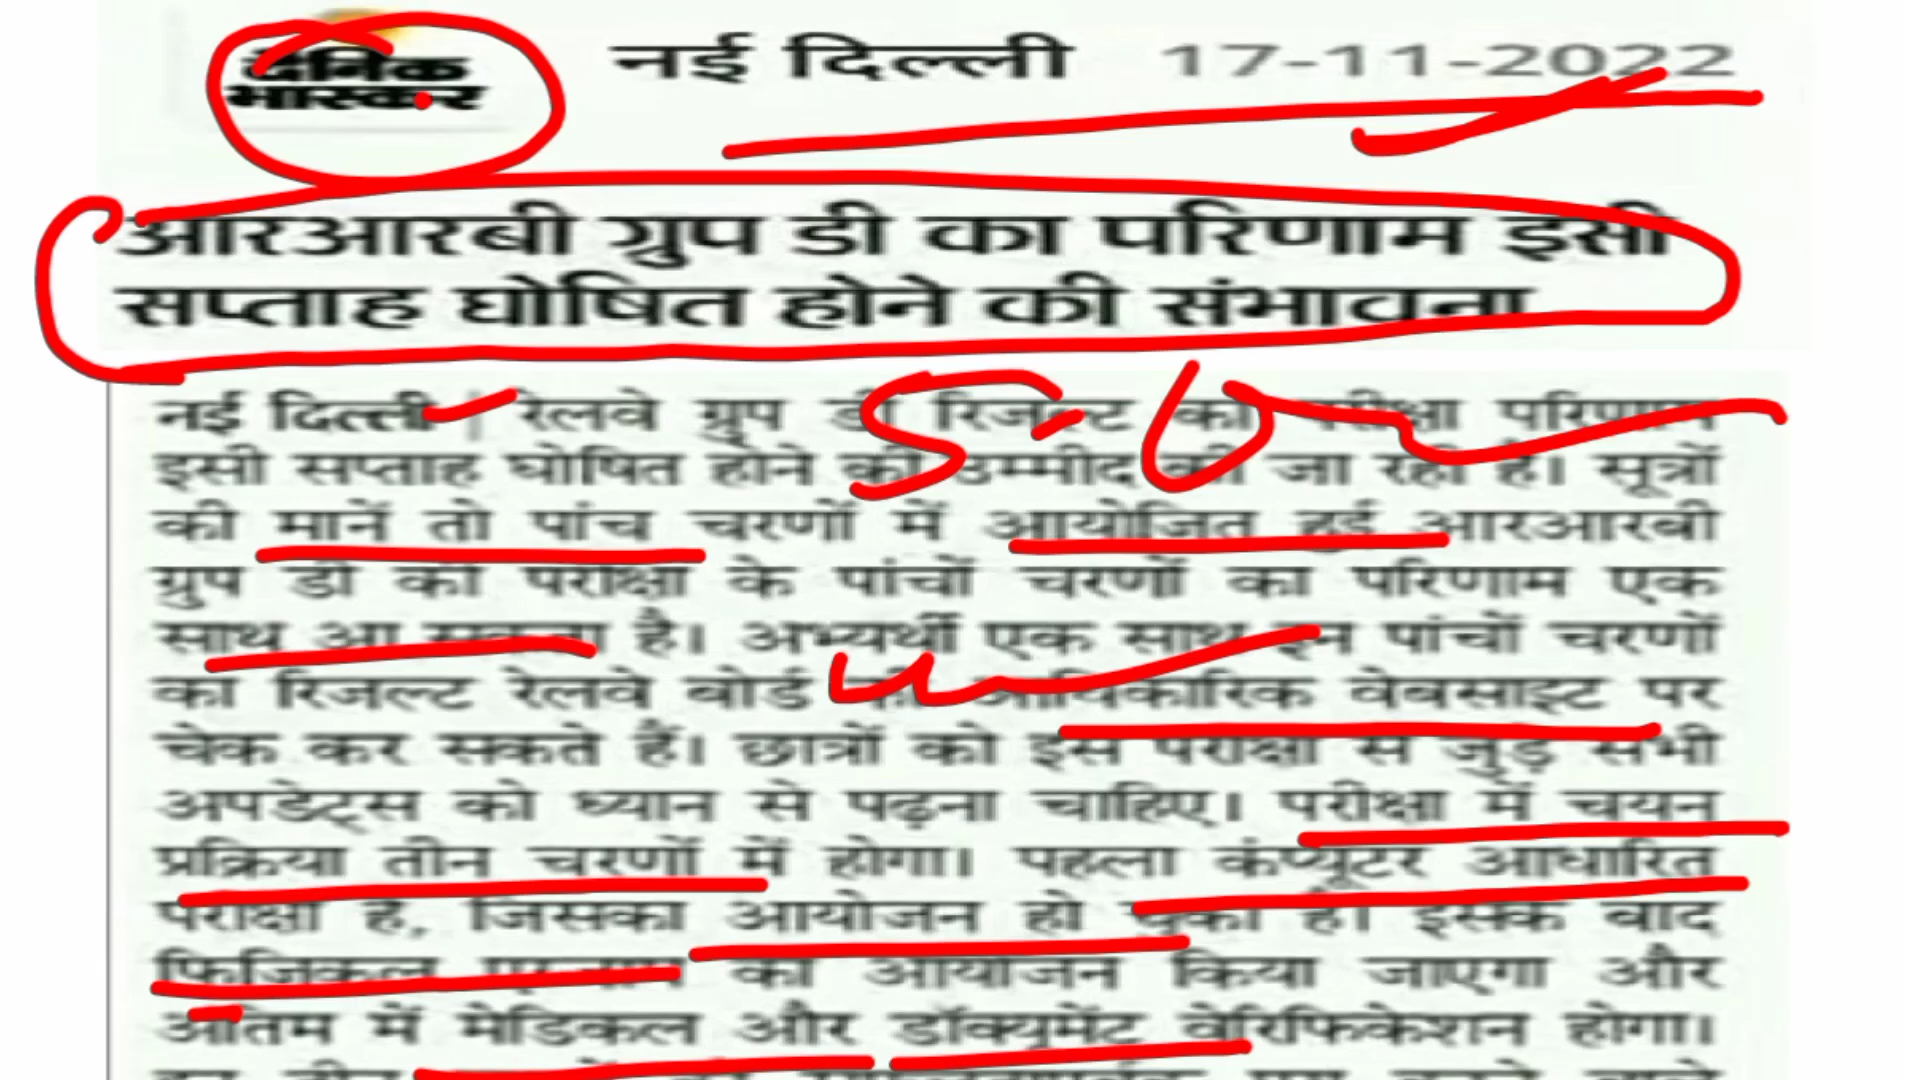 दैनिक
भास्कर
नई दिल्ली 17-11-2022
आरआरबी ग्रुप डी का परिणाम इसी
सप्ताह घोषित होने की संभावना
नई दिल्ली | रेलवे ग्रुप डी रिजल्ट का परीक्षा परिणाम
इसी सप्ताह घोषित होने की उम्मीद की जा रही है। सूत्रों
की मानें तो पांच चरणों में आयोजित हुई आरआरबी
ग्रुप डी की परीक्षा के पांचों चरणों का परिणाम एक
साथ आ सकता है। अभ्यर्थी एक साथ इन पांचों चरणों
का रिजल्ट रेलवे बोर्ड की आधिकारिक वेबसाइट पर
चेक कर सकते हैं। छात्रों को इस परीक्षा से जुड़े सभी
अपडेट्स को ध्यान से पढ़ना चाहिए। परीक्षा में चयन
प्रक्रिया तीन चरणों में होगा। पहला कंप्यूटर आधारित
परीक्षा है, जिसका आयोजन हो चुका है। इसके बाद
फिजिकल एग्जाम का आयोजन किया जाएगा और
अंतिम में मेडिकल और डॉक्यूमेंट वेरिफिकेशन होगा।